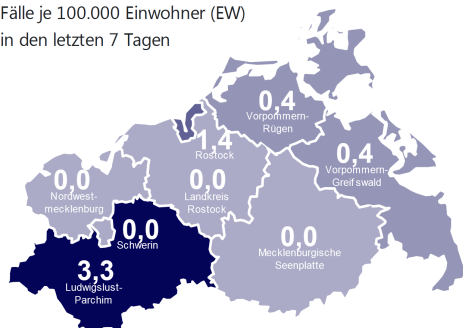 Fälle je 100.000 Einwohner (EW)
in den letzten 7 Tagen
0,4
Vorpommern-
Rügen
1,4
Rostock
0,4
Vorpommern-
Greifswald
0,0
Nordwest-
mecklenburg
0,0
Landkreis
Rostock
0,0
Schwerin
0,0
Mecklenburgische
Seenplatte
3,3
Ludwigslust-
Parchim